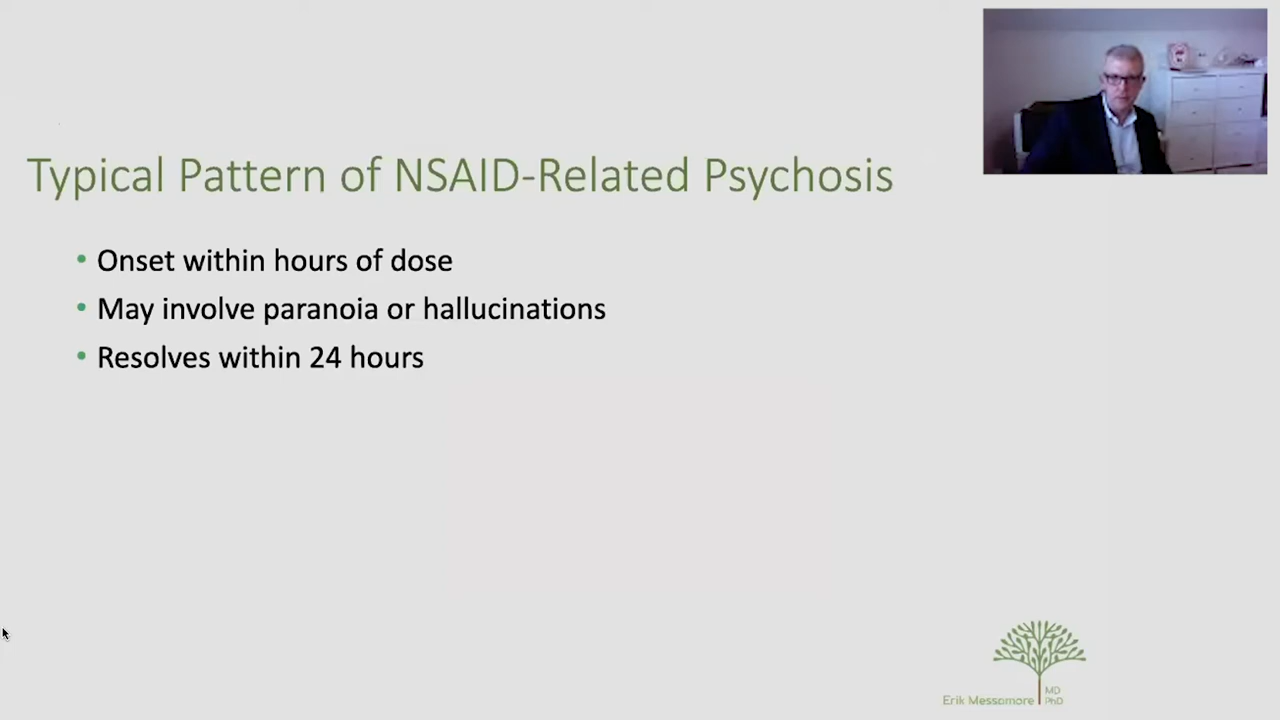 Typical Pattern of NSAID-Related Psychosis
• Onset within hours of dose
• May involve paranoia or hallucinations
• Resolves within 24 hours
Erik Messamore MD PhD